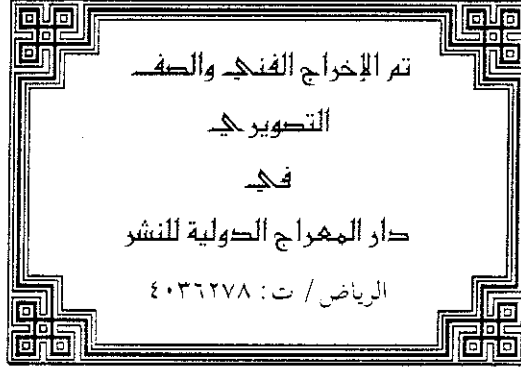 تم الإخراج الفني والصف
التصويري
في
دار المعراج الدولية للنشر
الرياض / ت: ٤٠٣٦٢٧٨